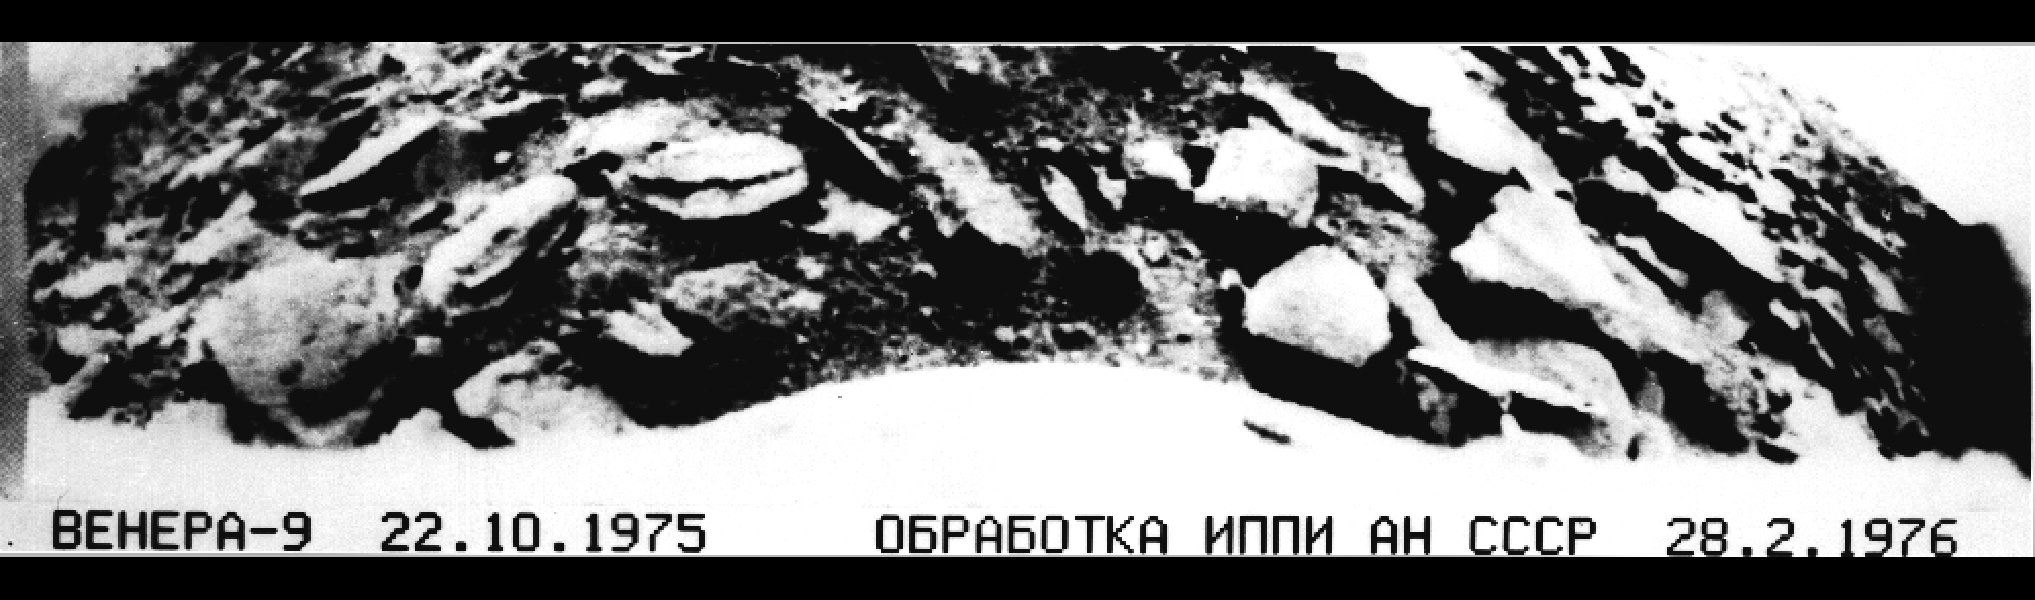 ВЕНЕРА-9 22.10.1975 ОБРАБОТКА ИППИ АН СССР 28.2.1976